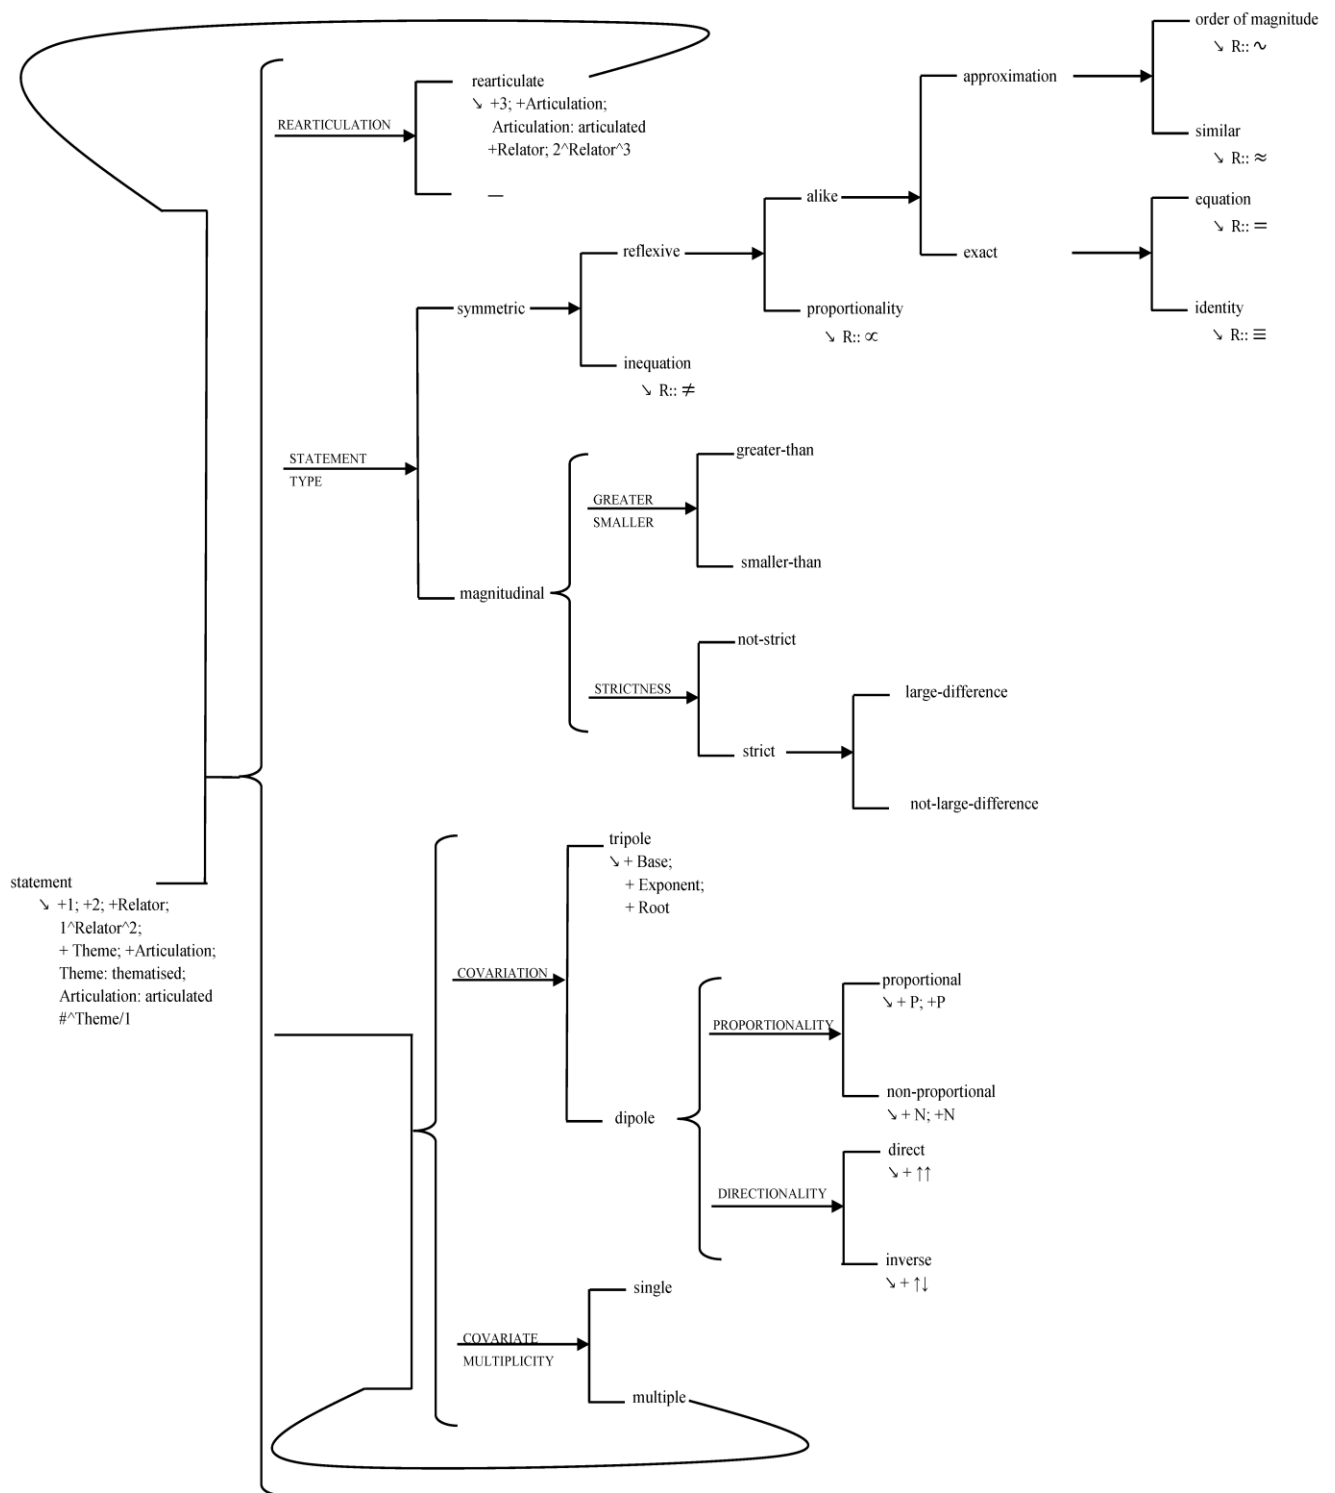 order of magnitude
↘ R:: ∿
rearticulate
↘ +3; +Articulation;
Articulation: articulated
+Relator; 2^Relator^3
approximation
REARTICULATION
similar
↘ R:: ≈
—
alike
equation
↘ R:: =
reflexive
exact
symmetric
proportionality
↘ R:: ∝
identity
↘ R:: ≡
inequation
↘ R:: ≠
STATEMENT
TYPE
greater-than
GREATER
SMALLER
smaller-than
magnitudinal
not-strict
STRICTNESS
large-difference
strict
not-large-difference
tripole
↘ + Base;
+ Exponent;
+ Root
statement
↘ +1; +2; +Relator;
1^Relator^2;
+ Theme; +Articulation;
Theme: thematised;
Articulation: articulated
#^Theme/1
COVARIATION
proportional
↘ + P; +P
PROPORTIONALITY
non-proportional
↘ + N; +N
dipole
direct
↘ + ↑↑
DIRECTIONALITY
inverse
↘ + ↑↓
single
COVARIATE
MULTIPLICITY
multiple